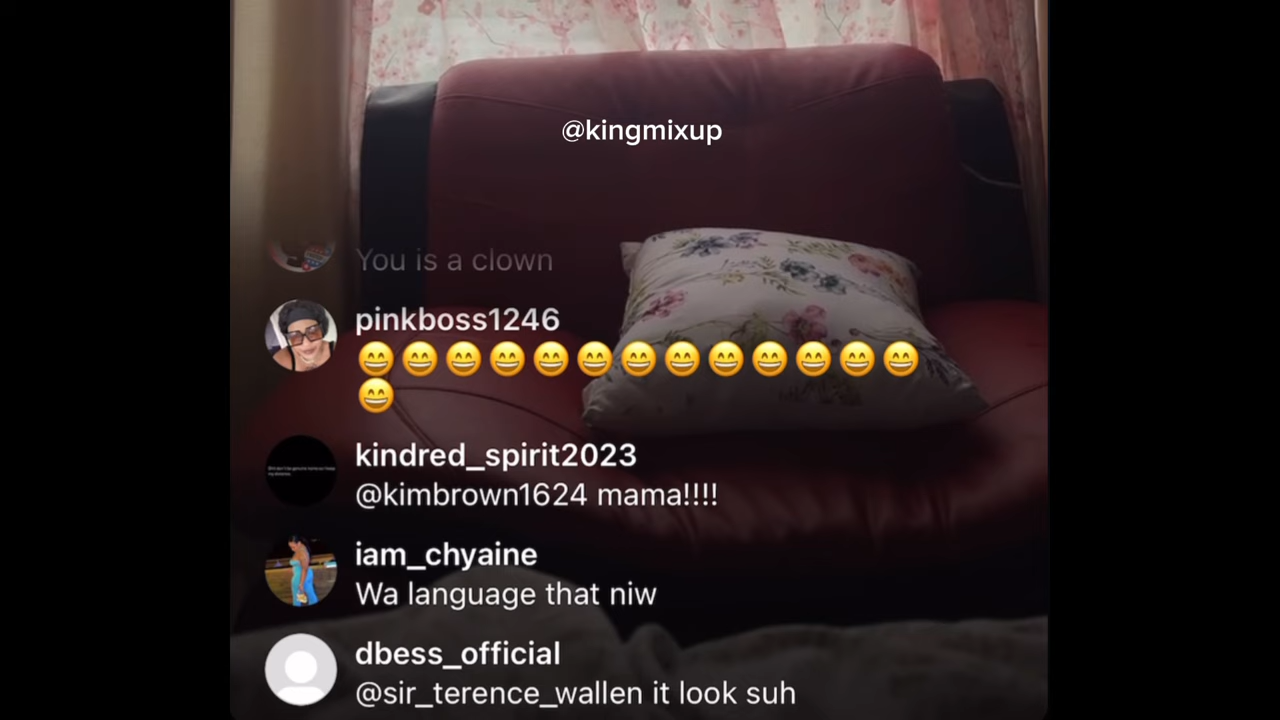 @kingmixup
You is a clown
pinkboss1246
😄😄😄😄😄😄😄😄😄😄😄😄😄
😄
kindred_spirit2023
@kimbrown1624 mama!!!!
iam_chyaine
Wa language that niw
dbess_official
@sir_terence_wallen it look suh